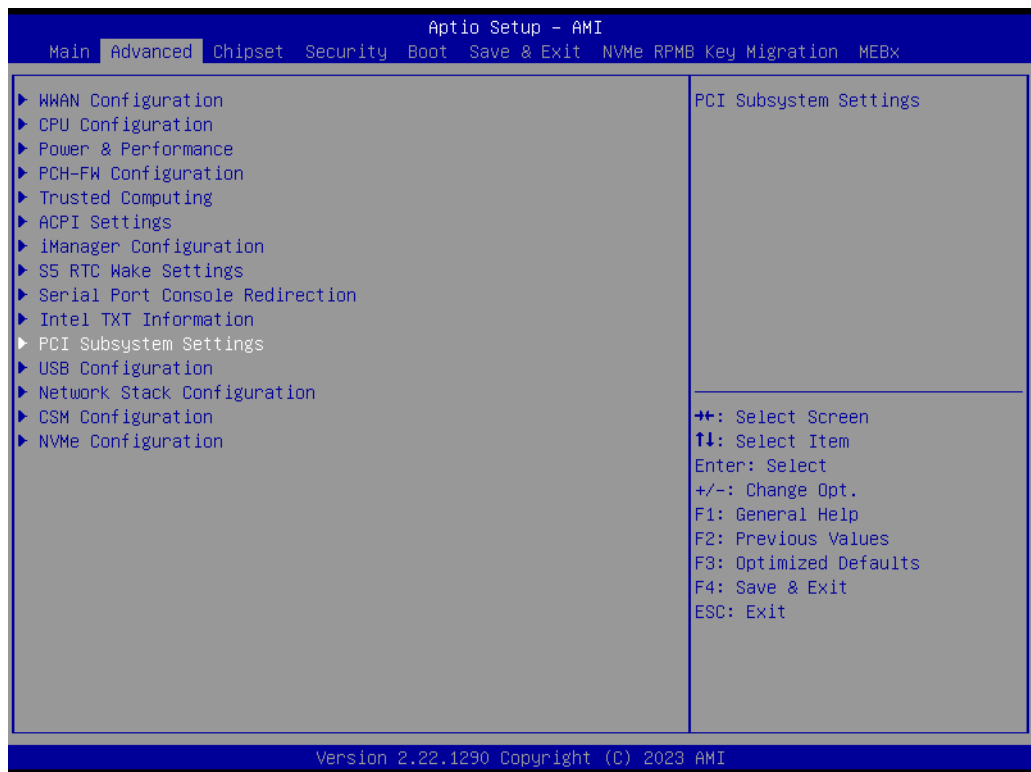 Aptio Setup – AMI
Main Advanced Chipset Security Boot Save & Exit NVMe RPMB Key Migration MEBx
▶ WWAN Configuration
▶ CPU Configuration
▶ Power & Performance
▶ PCH-FW Configuration
▶ Trusted Computing
▶ ACPI Settings
▶ iManager Configuration
▶ S5 RTC Wake Settings
▶ Serial Port Console Redirection
▶ Intel TXT Information
▶ PCI Subsystem Settings
▶ USB Configuration
▶ Network Stack Configuration
▶ CSM Configuration
▶ NVMe Configuration
PCI Subsystem Settings
→←: Select Screen
↑↓: Select Item
Enter: Select
+/-: Change Opt.
F1: General Help
F2: Previous Values
F3: Optimized Defaults
F4: Save & Exit
ESC: Exit
Version 2.22.1290 Copyright (C) 2023 AMI